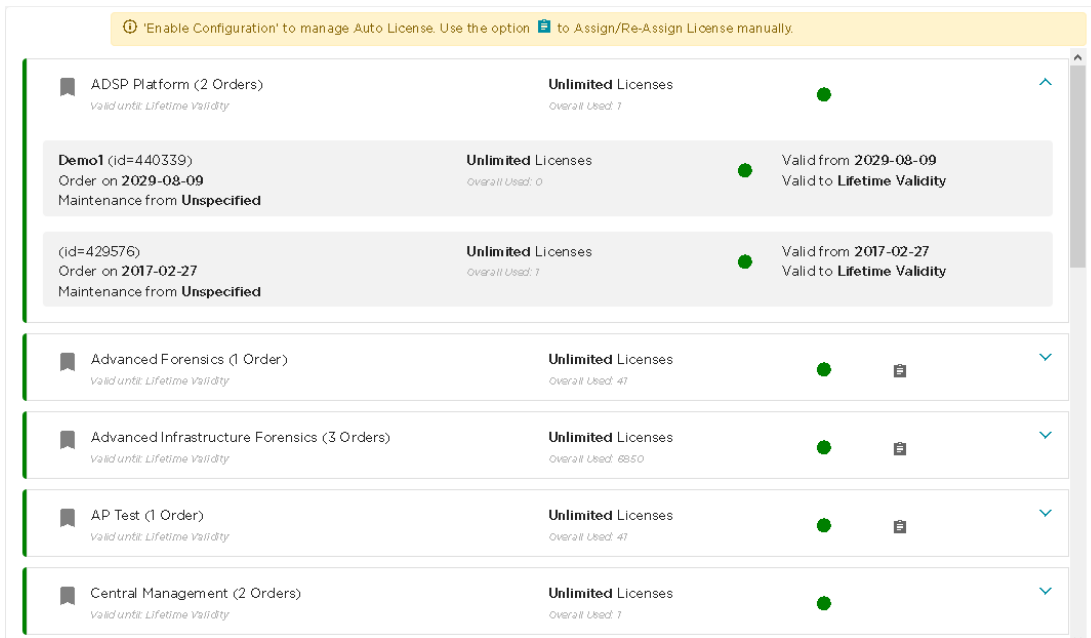 'Enable Configuration' to manage Auto License. Use the option to Assign/Re-Assign License manually.
ADSP Platform (2 Orders)
Valid until: Lifetime Validity
Unlimited Licenses
Overall Used: 1
Demo1 (id=440339)
Order on 2029-08-09
Maintenance from Unspecified
Unlimited Licenses
Overall Used: 0
Valid from 2029-08-09
Valid to Lifetime Validity
(id=429576)
Order on 2017-02-27
Maintenance from Unspecified
Unlimited Licenses
Overall Used: 1
Valid from 2017-02-27
Valid to Lifetime Validity
Advanced Forensics (1 Order)
Valid until: Lifetime Validity
Unlimited Licenses
Overall Used: 41
Advanced Infrastructure Forensics (3 Orders)
Valid until: Lifetime Validity
Unlimited Licenses
Overall Used: 6850
AP Test (1 Order)
Valid until: Lifetime Validity
Unlimited Licenses
Overall Used: 41
Central Management (2 Orders)
Valid until: Lifetime Validity
Unlimited Licenses
Overall Used: 1